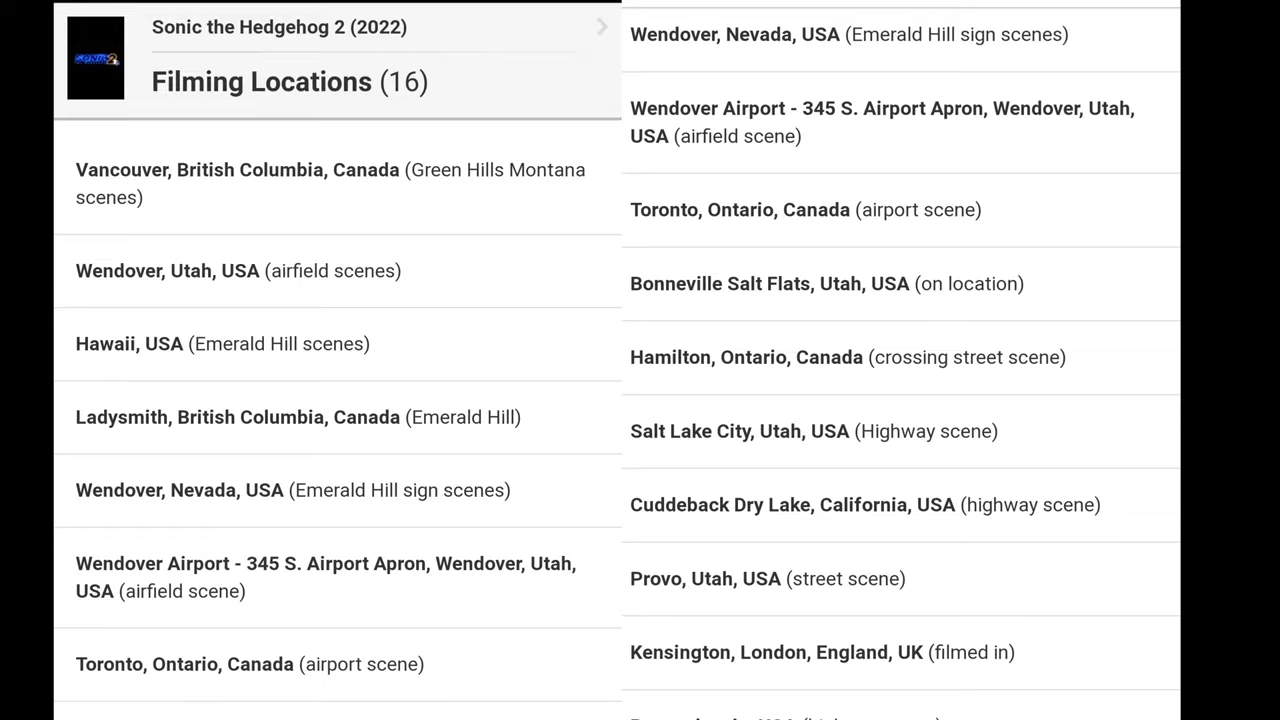 Sonic the Hedgehog 2 (2022)
Filming Locations (16)
Vancouver, British Columbia, Canada (Green Hills Montana
scenes)
Wendover, Utah, USA (airfield scenes)
Hawaii, USA (Emerald Hill scenes)
Ladysmith, British Columbia, Canada (Emerald Hill)
Wendover, Nevada, USA (Emerald Hill sign scenes)
Wendover Airport - 345 S. Airport Apron, Wendover, Utah,
USA (airfield scene)
Toronto, Ontario, Canada (airport scene)
Wendover, Nevada, USA (Emerald Hill sign scenes)
Wendover Airport - 345 S. Airport Apron, Wendover, Utah,
USA (airfield scene)
Toronto, Ontario, Canada (airport scene)
Bonneville Salt Flats, Utah, USA (on location)
Hamilton, Ontario, Canada (crossing street scene)
Salt Lake City, Utah, USA (Highway scene)
Cuddeback Dry Lake, California, USA (highway scene)
Provo, Utah, USA (street scene)
Kensington, London, England, UK (filmed in)